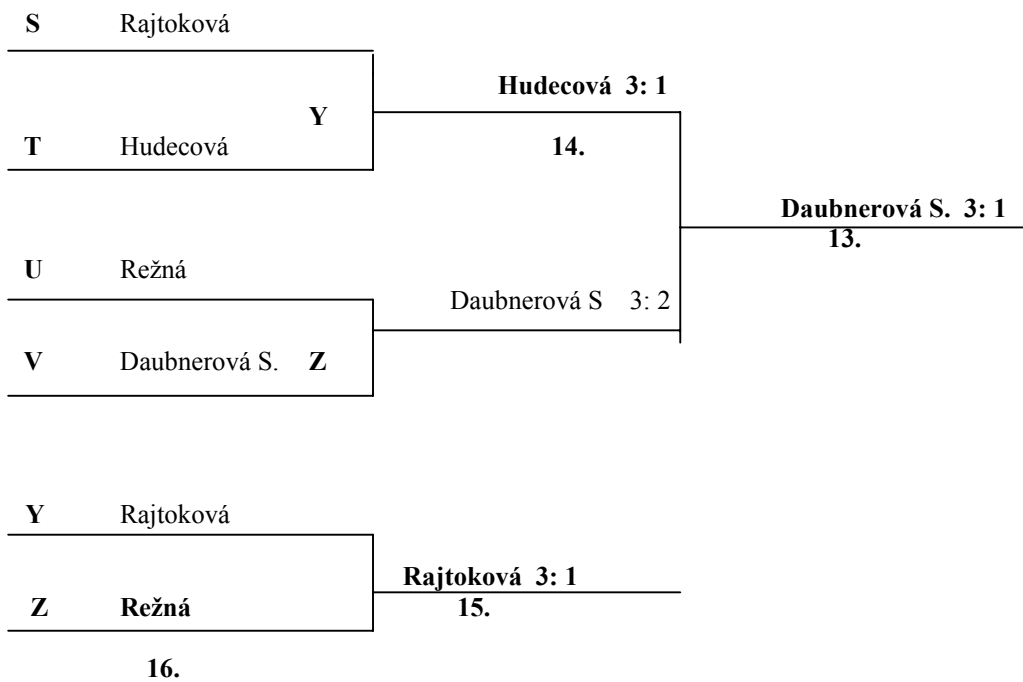 S Rajtoková
Hudecová 3: 1
Y
T Hudecová 14.
Daubnerová S. 3: 1
13.
U Režná
Daubnerová S 3: 2
V Daubnerová S. Z
Y Rajtoková
Rajtoková 3: 1
Z Režná 15.
16.